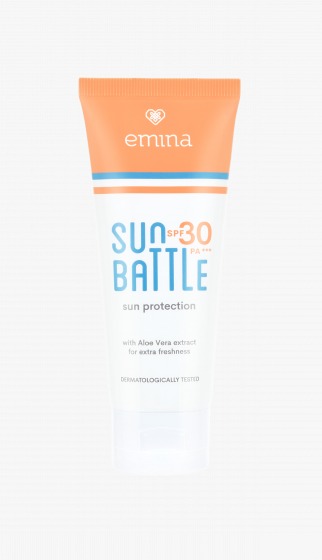 emina
SUN SPF 30
PA+++
BATTLE
sun protection
with Aloe Vera extract
for extra freshness
DERMATOLOGICALLY TESTED